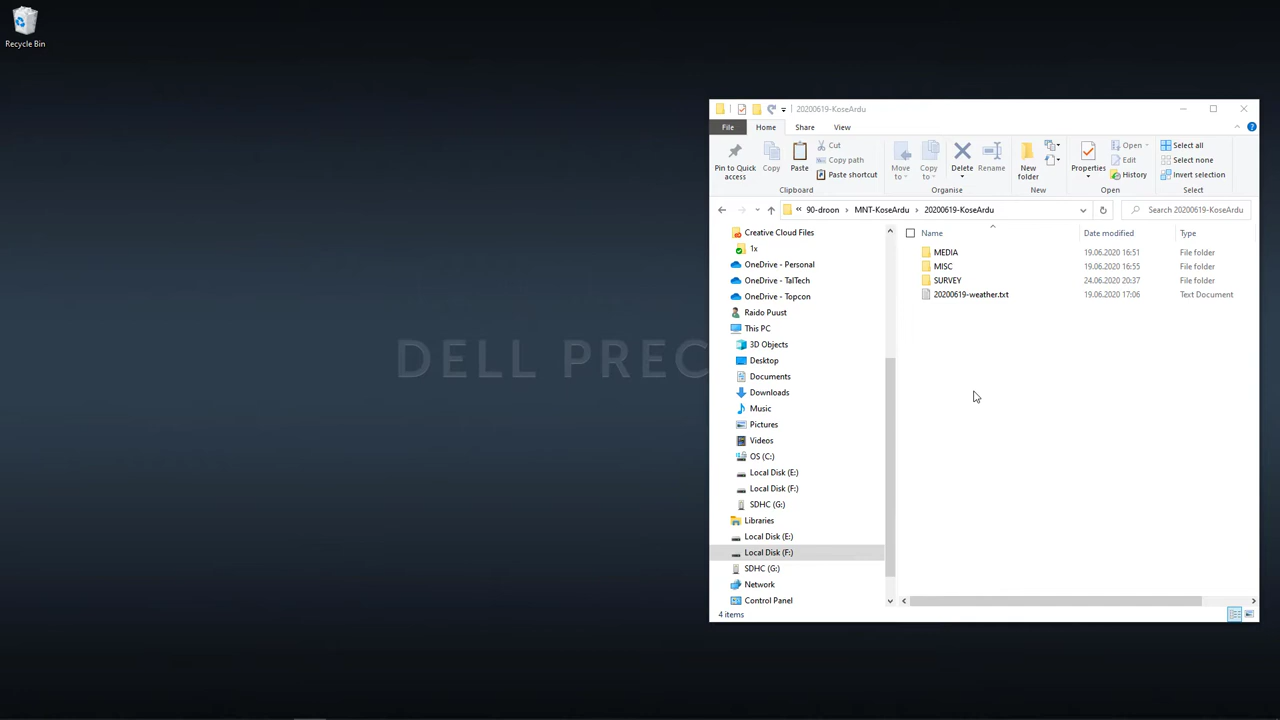 Recycle Bin
DELL PREC
20200619-KoseArdu
File Home Share View
Pin to Quick access
Copy
Paste
Cut
Copy path
Paste shortcut
Clipboard
Move to
Copy to
Delete
Rename
Organise
New folder
New
Properties
Open
Edit
History
Open
Select all
Select none
Invert selection
Select
« 90-droon › MNT-KoseArdu › 20200619-KoseArdu
Search 20200619-KoseArdu
Creative Cloud Files
1x
OneDrive - Personal
OneDrive - TalTech
OneDrive - Topcon
Raido Puust
This PC
3D Objects
Desktop
Documents
Downloads
Music
Pictures
Videos
OS (C:)
Local Disk (E:)
Local Disk (F:)
SDHC (G:)
Libraries
Local Disk (E:)
Local Disk (F:)
SDHC (G:)
Network
Control Panel
Name Date modified Type
MEDIA 19.06.2020 16:51 File folder
MISC 19.06.2020 16:55 File folder
SURVEY 24.06.2020 20:37 File folder
20200619-weather.txt 19.06.2020 17:06 Text Document
4 items